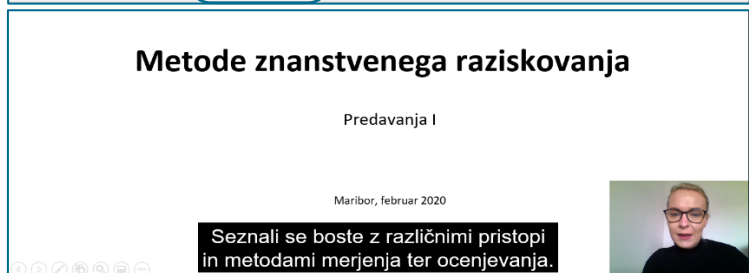 Metode znanstvenega raziskovanja
Predavanja I
Maribor, februar 2020
Seznali se boste z različnimi pristopi
in metodami merjenja ter ocenjevanja.